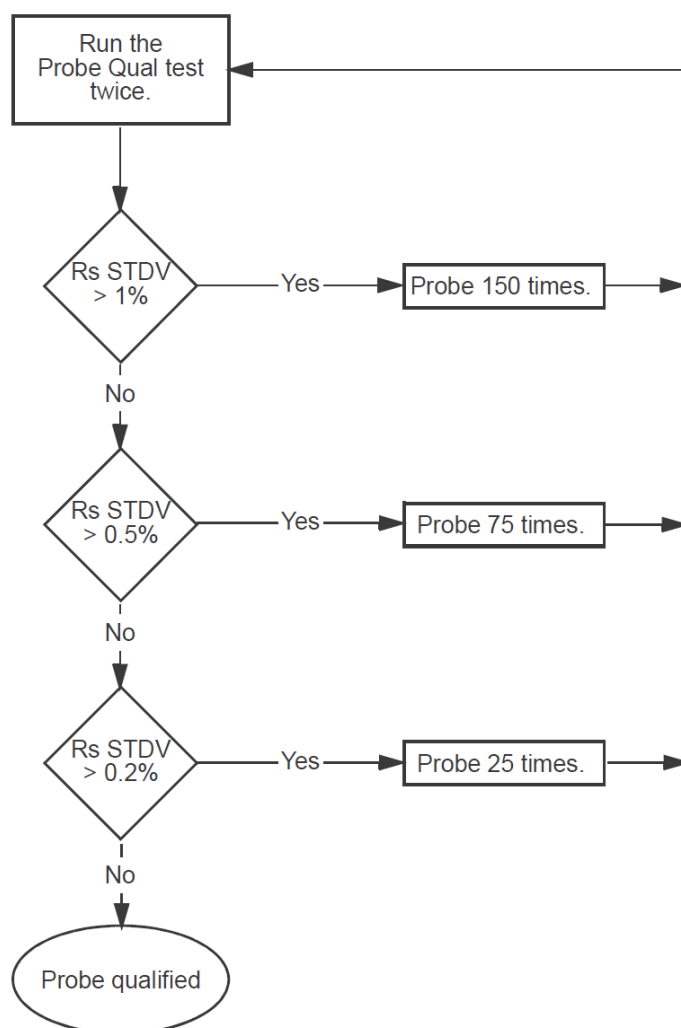 Run the
Probe Qual test
twice.
Rs STDV
> 1%
Yes
Probe 150 times.
No
Rs STDV
> 0.5%
Yes
Probe 75 times.
No
Rs STDV
> 0.2%
Yes
Probe 25 times.
No
Probe qualified